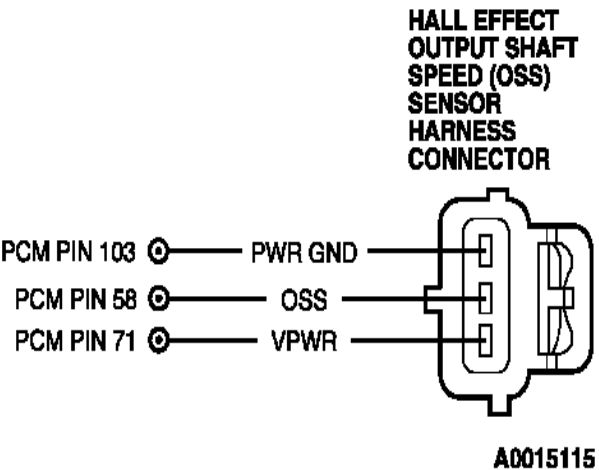 HALL EFFECT
OUTPUT SHAFT
SPEED (OSS)
SENSOR
HARNESS
CONNECTOR
PCM PIN 103 PWR GND
PCM PIN 58 OSS
PCM PIN 71 VPWR
A0015115